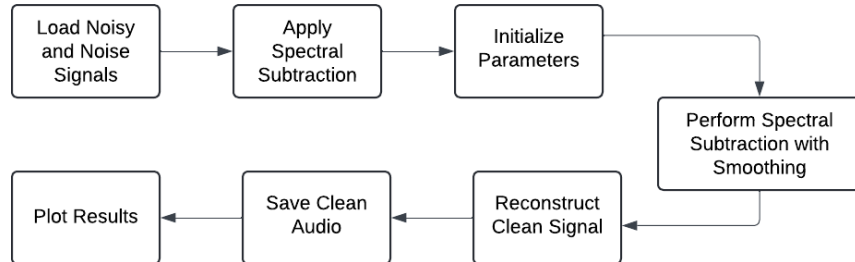 Load Noisy
and Noise
Signals
Apply
Spectral
Subtraction
Initialize
Parameters
Perform Spectral
Subtraction with
Smoothing
Reconstruct
Clean Signal
Save Clean
Audio
Plot Results